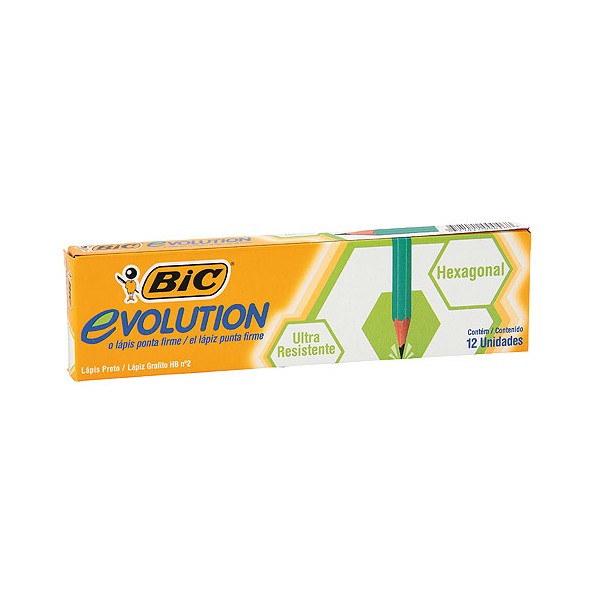 BIC evolution
BIC®
evolution
o lápis ponta firme / el lápiz punta firme
Lápis Preto / Lápiz Grafito HB nº2
Ultra
Resistente
Hexagonal
Contém / Contenido
12 Unidades